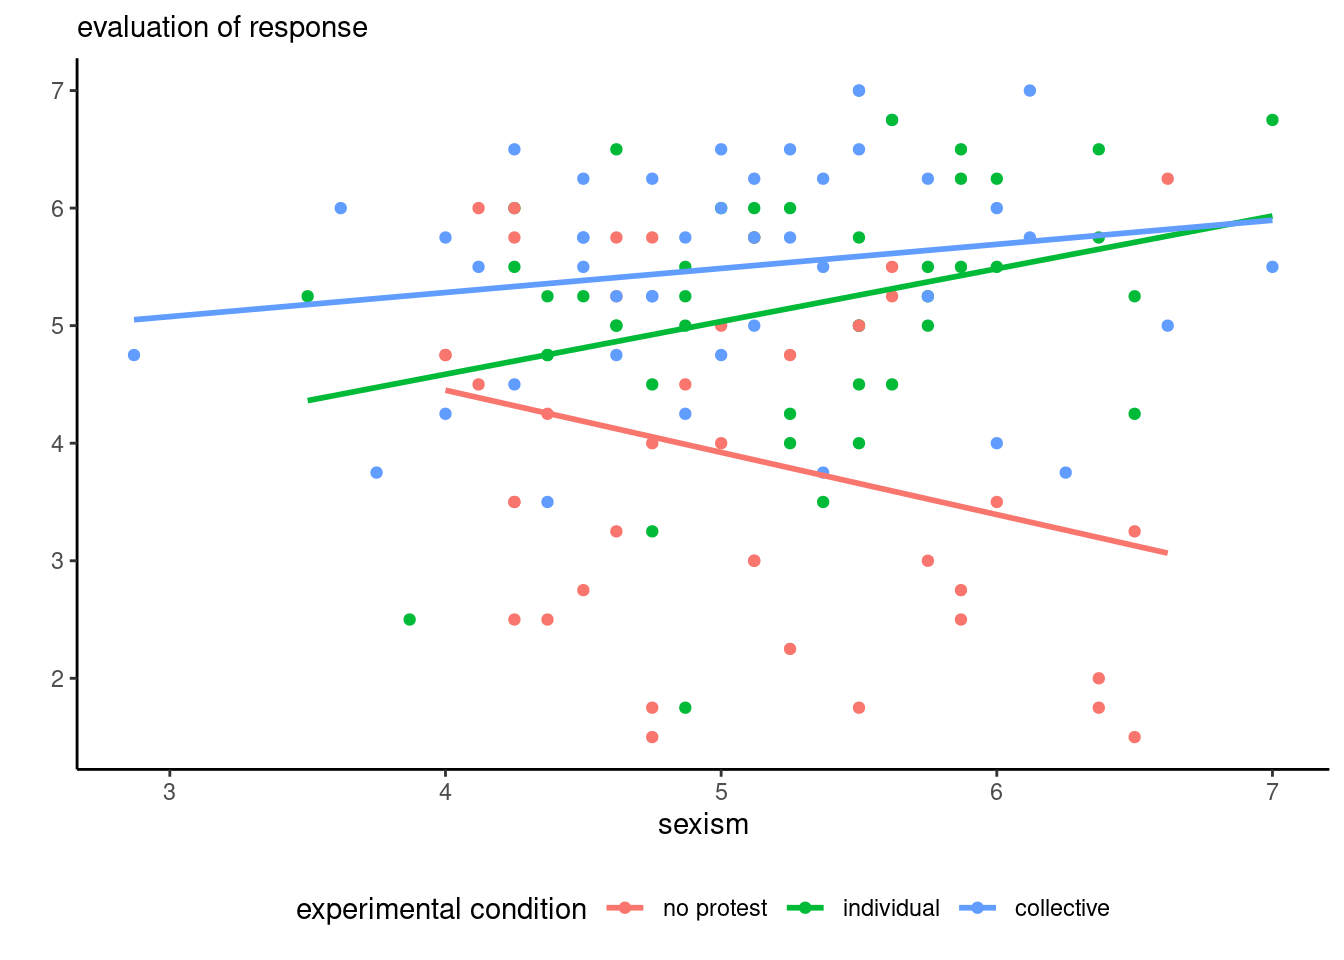 evaluation of response
7
6
5
4
3
2
3 4 5 6 7
sexism
experimental condition no protest individual collective